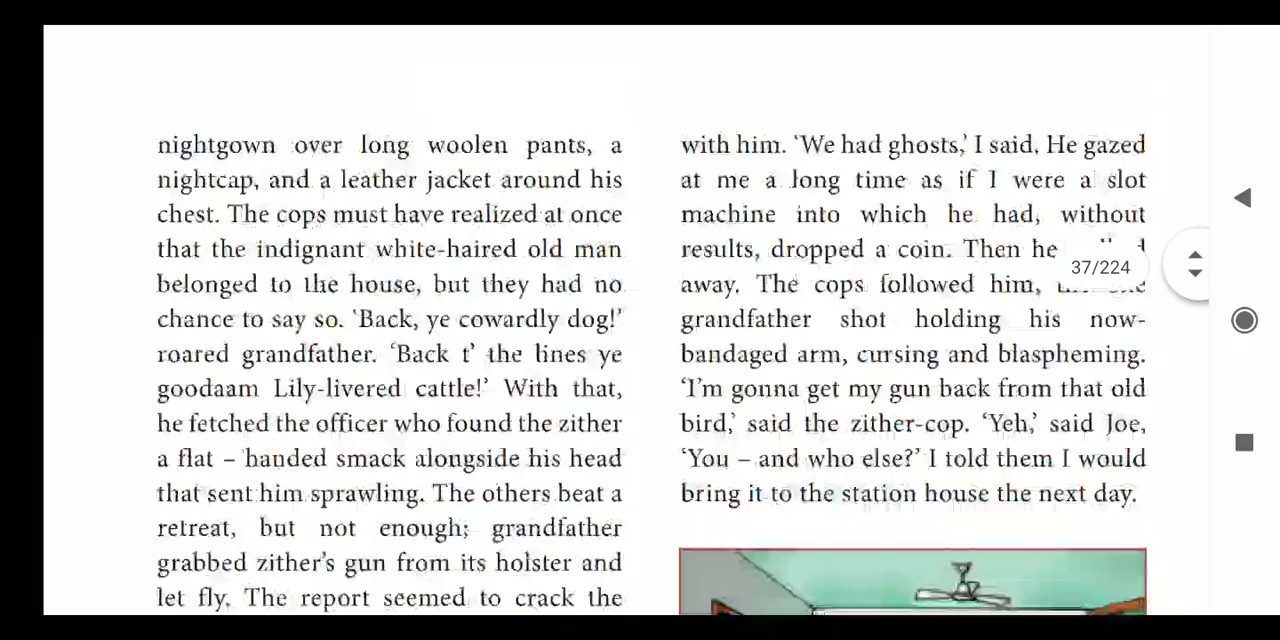 nightgown over long woolen pants, a
nightcap, and a leather jacket around his
chest. The cops must have realized at once
that the indignant white-haired old man
belonged to the house, but they had no
chance to say so. ‘Back, ye cowardly dog!’
roared grandfather. ‘Back t’ the lines ye
goodaam Lily-livered cattle!’ With that,
he fetched the officer who found the zither
a flat – handed smack alongside his head
that sent him sprawling. The others beat a
retreat, but not enough; grandfather
grabbed zither’s gun from its holster and
let fly. The report seemed to crack the
with him. ‘We had ghosts,’ I said. He gazed
at me a long time as if I were a slot
machine into which he had, without
results, dropped a coin. Then he
away. The cops followed him,
grandfather shot holding his now-
bandaged arm, cursing and blaspheming.
‘I’m gonna get my gun back from that old
bird,’ said the zither-cop. ‘Yeh,’ said Joe,
‘You – and who else?’ I told them I would
bring it to the station house the next day.
37/224